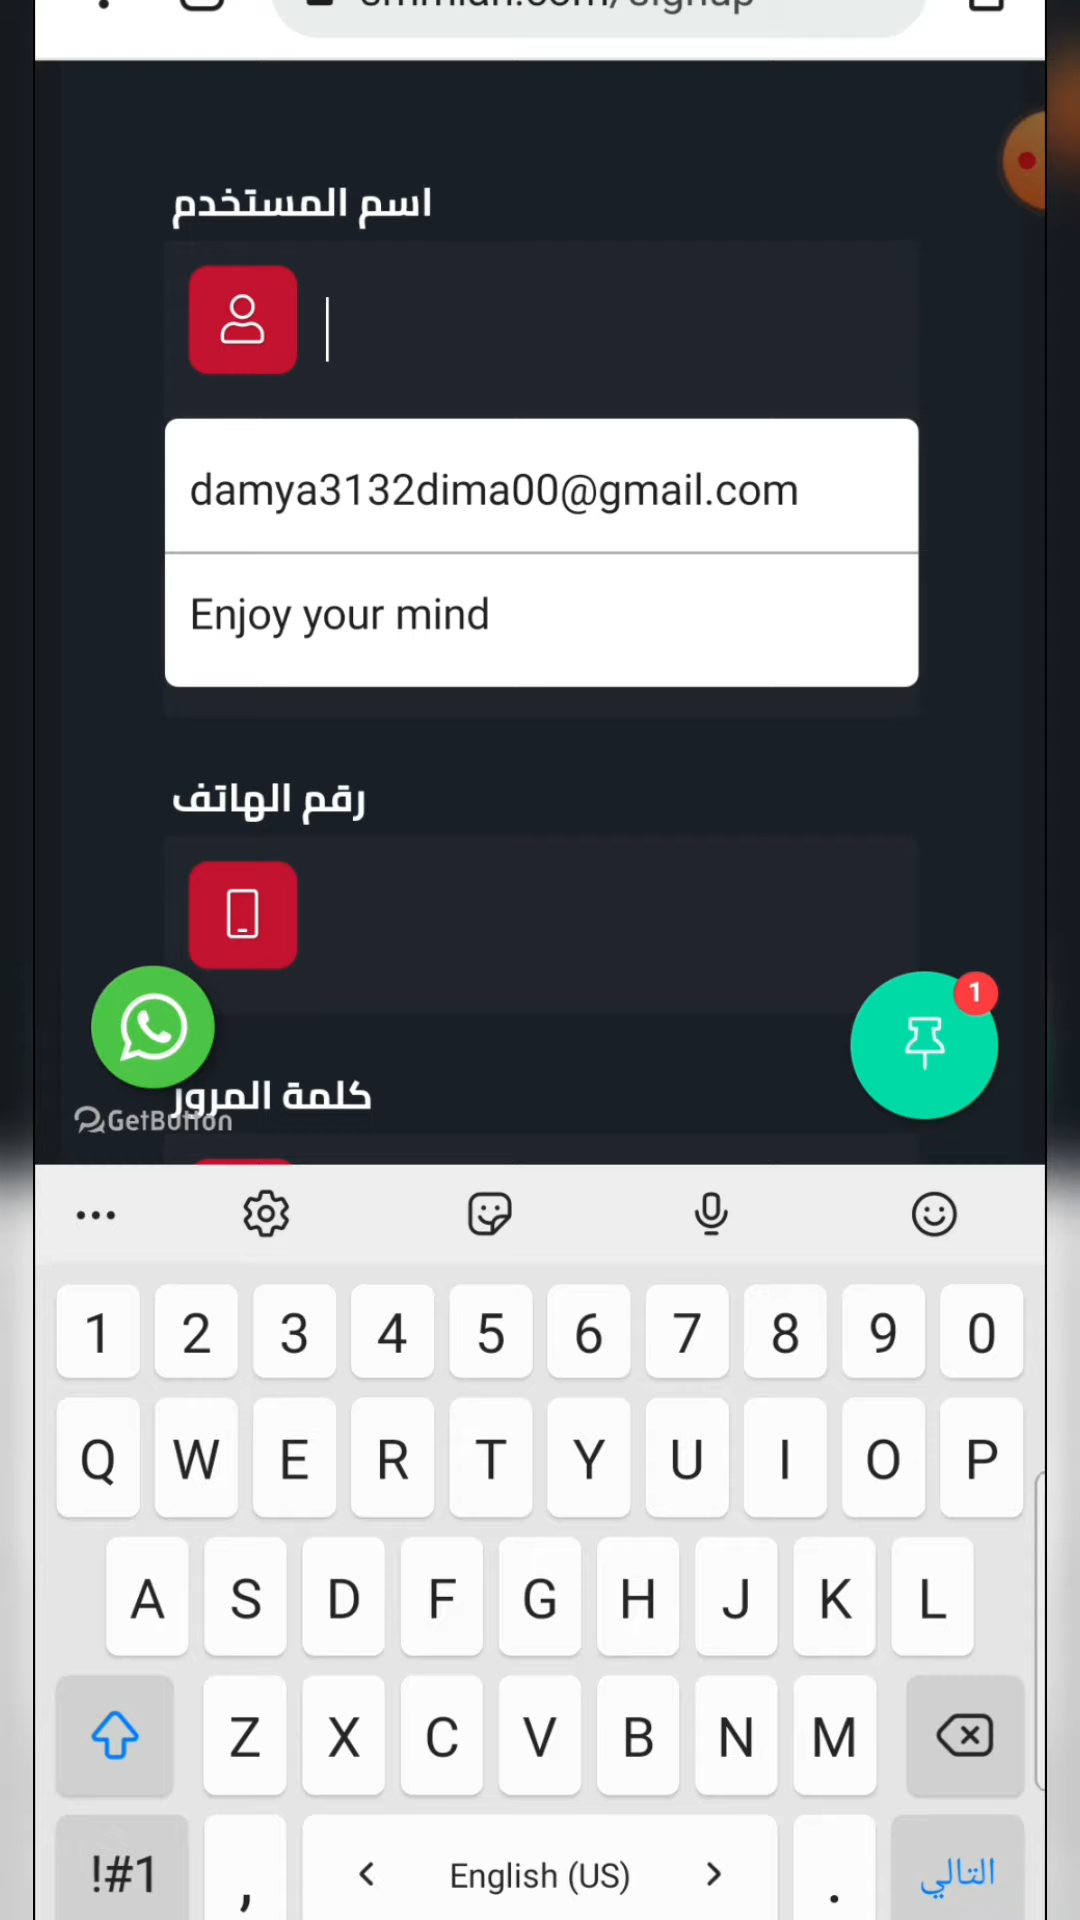 اسم المستخدم
damya3132dima00@gmail.com
Enjoy your mind
رقم الهاتف
1
كلمة المرور
GetButton
1 2 3 4 5 6 7 8 9 0
Q W E R T Y U I O P
A S D F G H J K L
Z X C V B N M
!#1 , < English (US) > . التالي